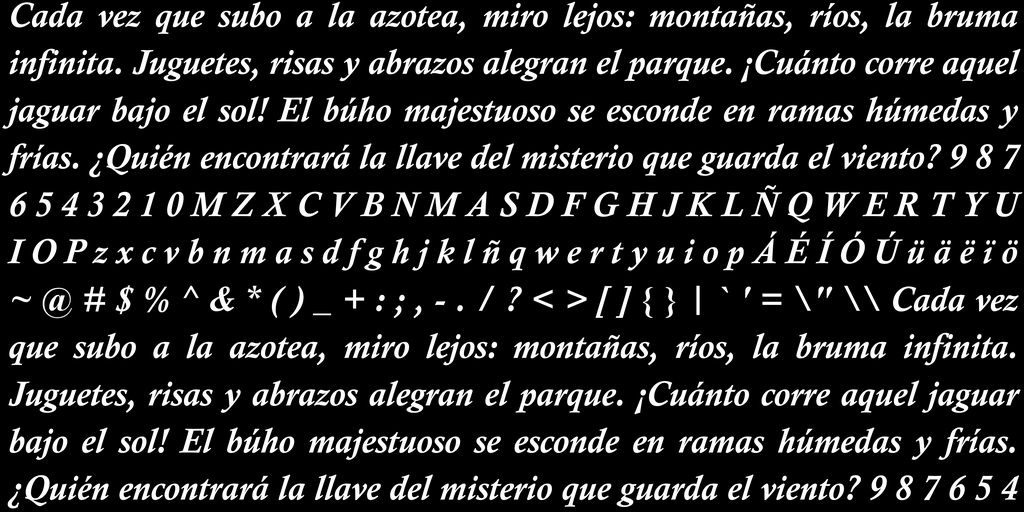 Cada vez que subo a la azotea, miro lejos: montañas, ríos, la bruma
infinita. Juguetes, risas y abrazos alegran el parque. ¡Cuánto corre aquel
jaguar bajo el sol! El búho majestuoso se esconde en ramas húmedas y
frías. ¿Quién encontrará la llave del misterio que guarda el viento? 9 8 7
6 5 4 3 2 1 0 M Z X C V B N M A S D F G H J K L Ñ Q W E R T Y U
I O P z x c v b n m a s d f g h j k l ñ q w e r t y u i o p Á É Í Ó Ú ü ä ë ï ö
~ @ # $ % ^ & * ( ) _ + : ; , - . / ? < > [ ] { } | ` ' = \" \\ Cada vez
que subo a la azotea, miro lejos: montañas, ríos, la bruma infinita.
Juguetes, risas y abrazos alegran el parque. ¡Cuánto corre aquel jaguar
bajo el sol! El búho majestuoso se esconde en ramas húmedas y frías.
¿Quién encontrará la llave del misterio que guarda el viento? 9 8 7 6 5 4